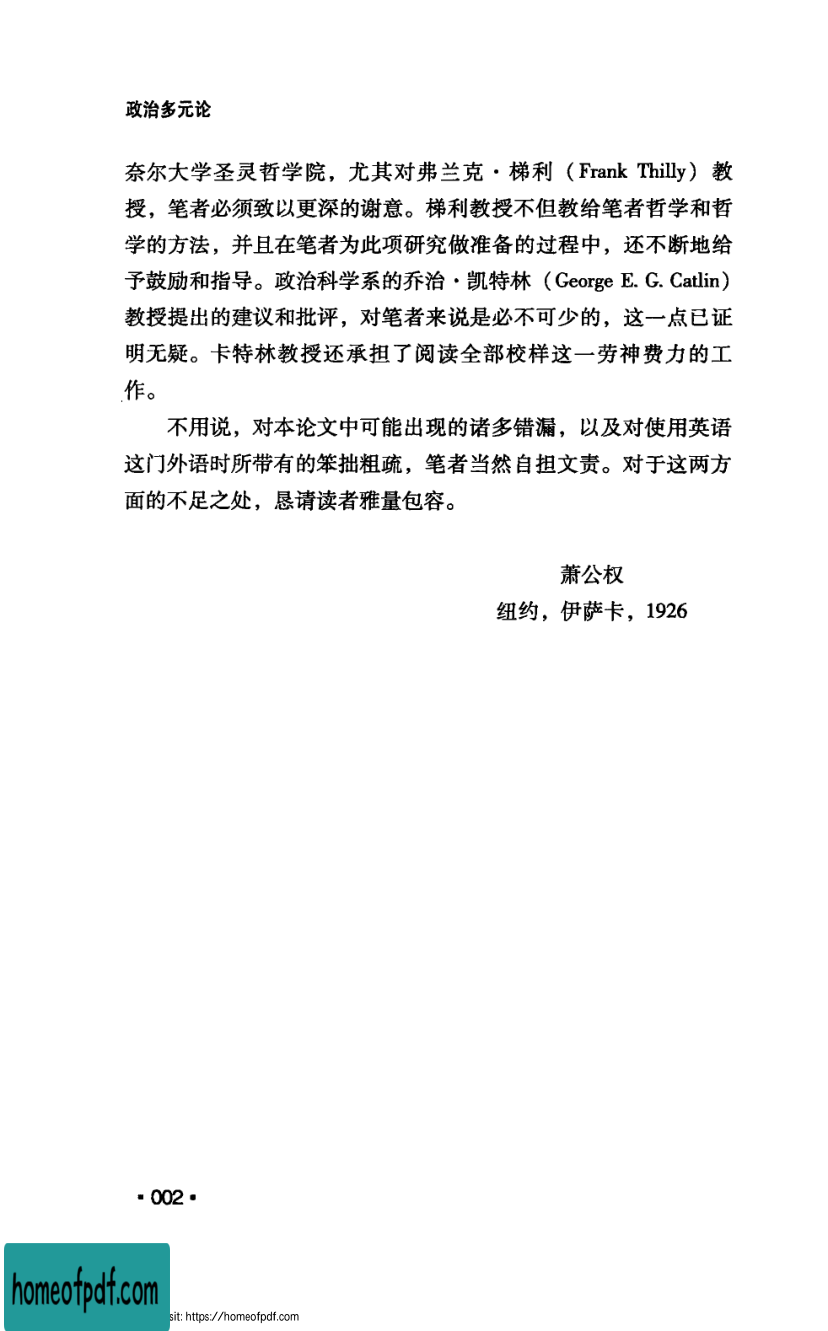 政治多元论
奈尔大学圣灵哲学院，尤其对弗兰克·梯利（Frank Thilly）教
授，笔者必须致以更深的谢意。梯利教授不但教给笔者哲学和哲
学的方法，并且在笔者为此项研究做准备的过程中，还不断地给
予鼓励和指导。政治科学系的乔治·凯特林（George E. G. Catlin）
教授提出的建议和批评，对笔者来说是必不可少的，这一点已证
明无疑。卡特林教授还承担了阅读全部校样这一劳神费力的工
作。
不用说，对本论文中可能出现的诸多错漏，以及对使用英语
这门外语时所带有的笨拙粗疏，笔者当然自担文责。对于这两方
面的不足之处，恳请读者雅量包容。
萧公权
纽约，伊萨卡，1926
· 002 ·
homeofpdf.com
sit: https://homeofpdf.com